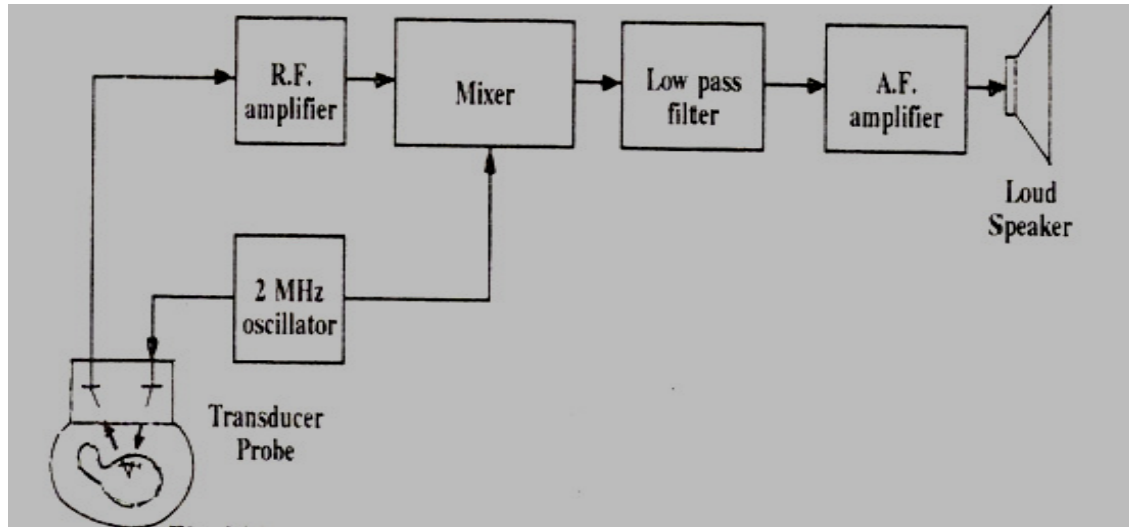 R.F.
amplifier
Mixer
Low pass
filter
A.F.
amplifier
Loud
Speaker
2 MHz
oscillator
Transducer
Probe